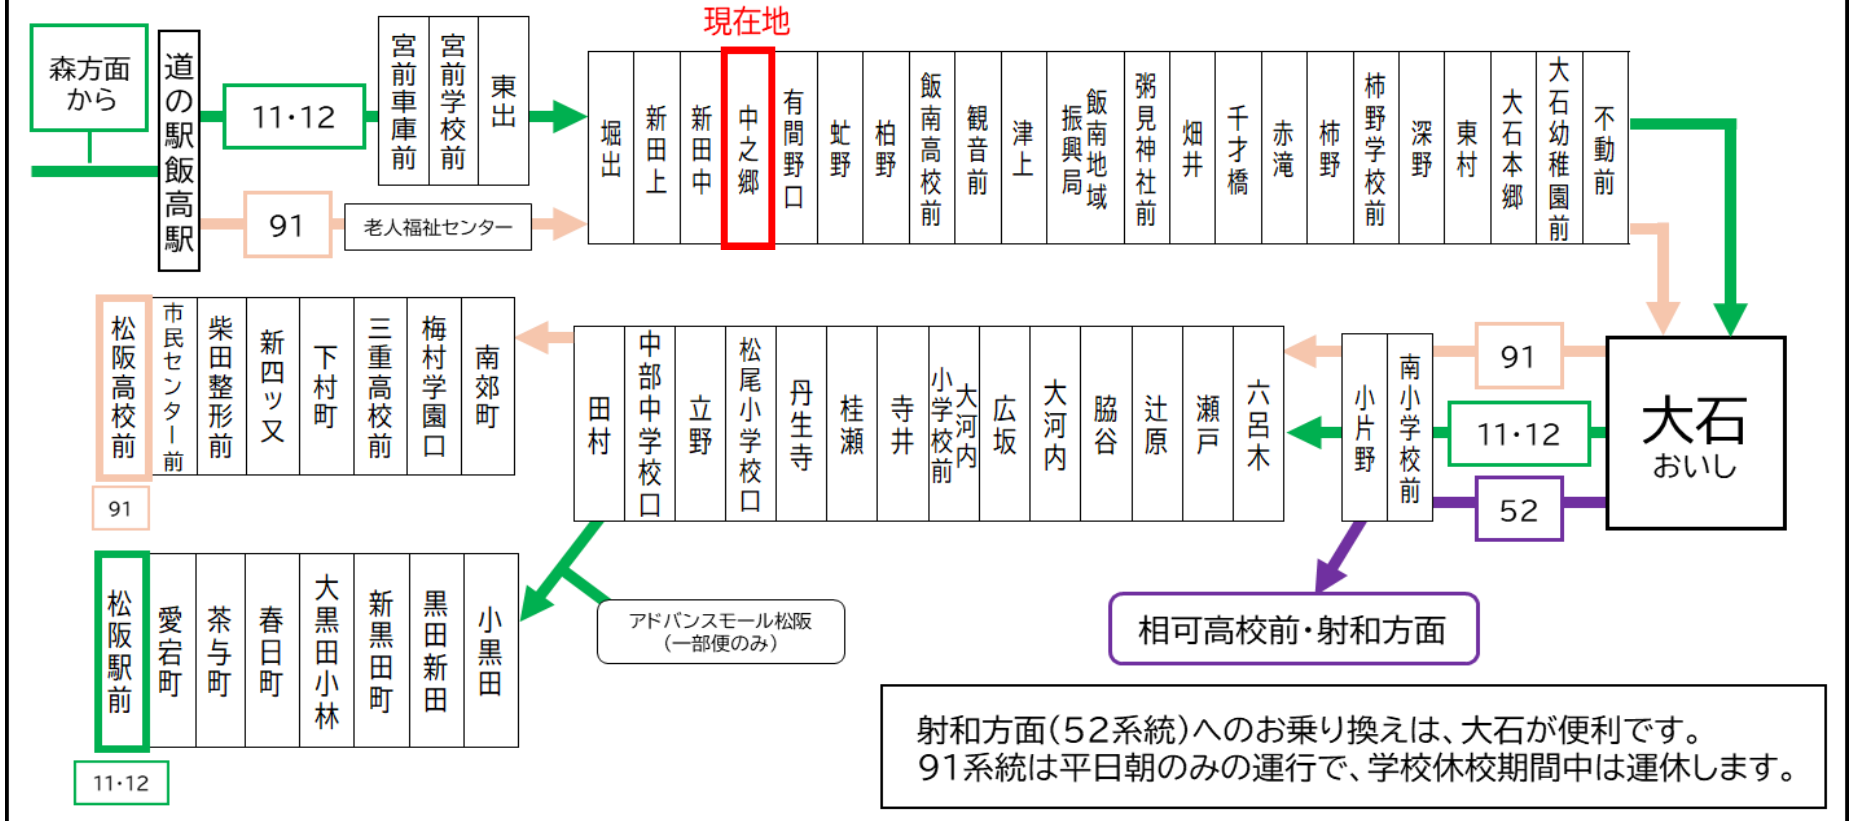 現在地
森方面
から
道の駅飯高駅
11・12
宮前車庫前
宮前学校前
東出
91
老人福祉センター
堀出
新田上
新田中
中之郷
有間野口
虻野
柏野
飯南高校前
観音前
津上
飯南地域
振興局
粥見神社前
畑井
千才橋
赤滝
柿野
柿野学校前
深野
東村
大石本郷
大石幼稚園前
不動前
大石
おいし
91
11・12
52
南小学校前
小片野
相可高校前・射和方面
六呂木
瀬戸
辻原
脇谷
大河内
広坂
大河内
小学校前
寺井
桂瀬
丹生寺
松尾小学校口
立野
中部中学校口
田村
南郊町
梅村学園口
三重高校前
下村町
新四ッ又
柴田整形前
市民センター前
松阪高校前
91
アドバンスモール松阪
（一部便のみ）
小黒田
黒田新田
新黒田町
大黒田小林
春日町
茶与町
愛宕町
松阪駅前
11・12
射和方面（52系統）へのお乗り換えは、大石が便利です。
91系統は平日朝のみの運行で、学校休校期間中は運休します。